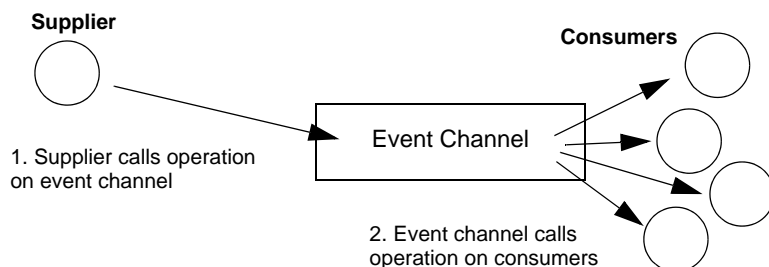 Supplier
Consumers
Event Channel
1. Supplier calls operation
on event channel
2. Event channel calls
operation on consumers